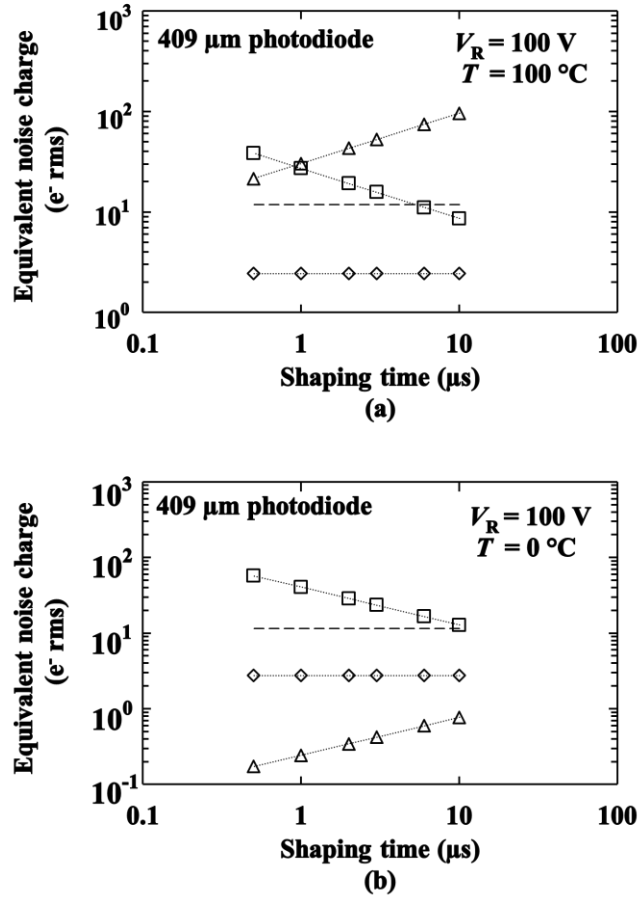 409 µm photodiode
V_R = 100 V
T = 100 °C
Equivalent noise charge
(e⁻ rms)
10³
10²
10¹
10⁰
0.1 1 10 100
Shaping time (µs)
(a)
409 µm photodiode
V_R = 100 V
T = 0 °C
Equivalent noise charge
(e⁻ rms)
10³
10²
10¹
10⁰
10⁻¹
0.1 1 10 100
Shaping time (µs)
(b)